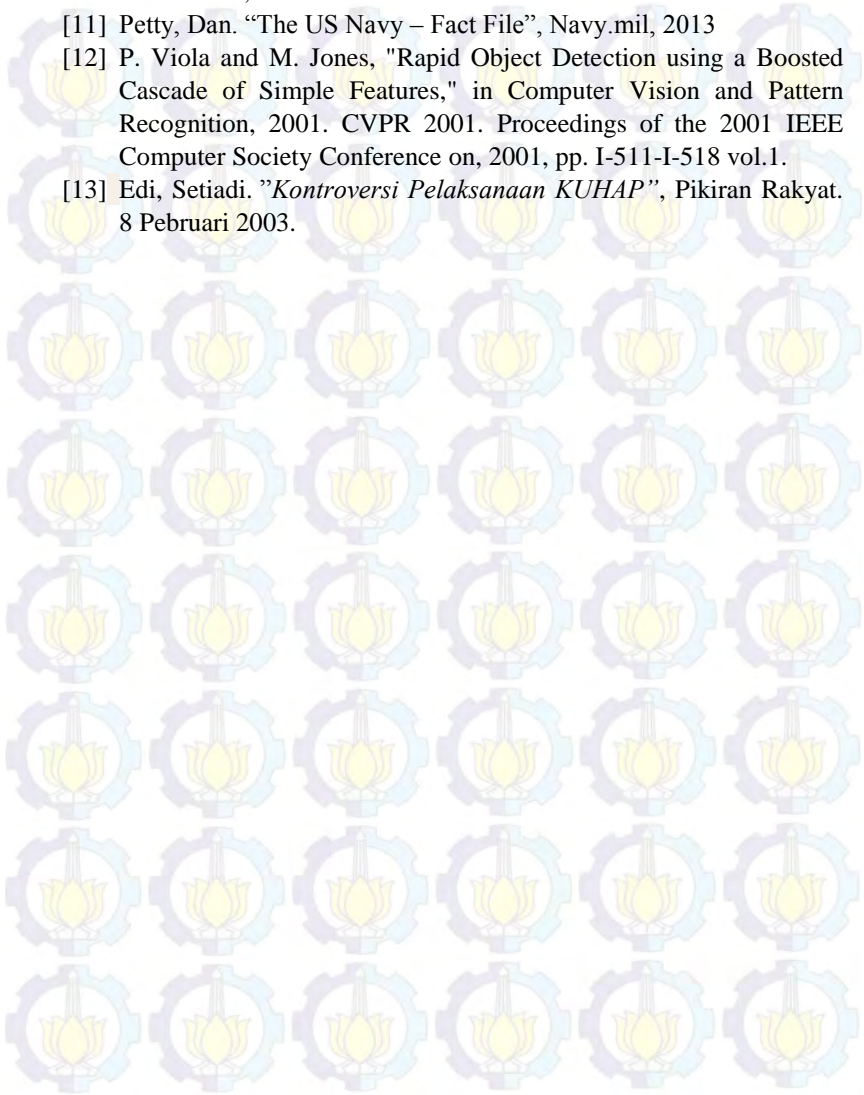 [11] Petty, Dan. “The US Navy – Fact File”, Navy.mil, 2013
[12] P. Viola and M. Jones, "Rapid Object Detection using a Boosted
Cascade of Simple Features," in Computer Vision and Pattern
Recognition, 2001. CVPR 2001. Proceedings of the 2001 IEEE
Computer Society Conference on, 2001, pp. I-511-I-518 vol.1.
[13] Edi, Setiadi. ”Kontroversi Pelaksanaan KUHAP”, Pikiran Rakyat.
8 Pebruari 2003.